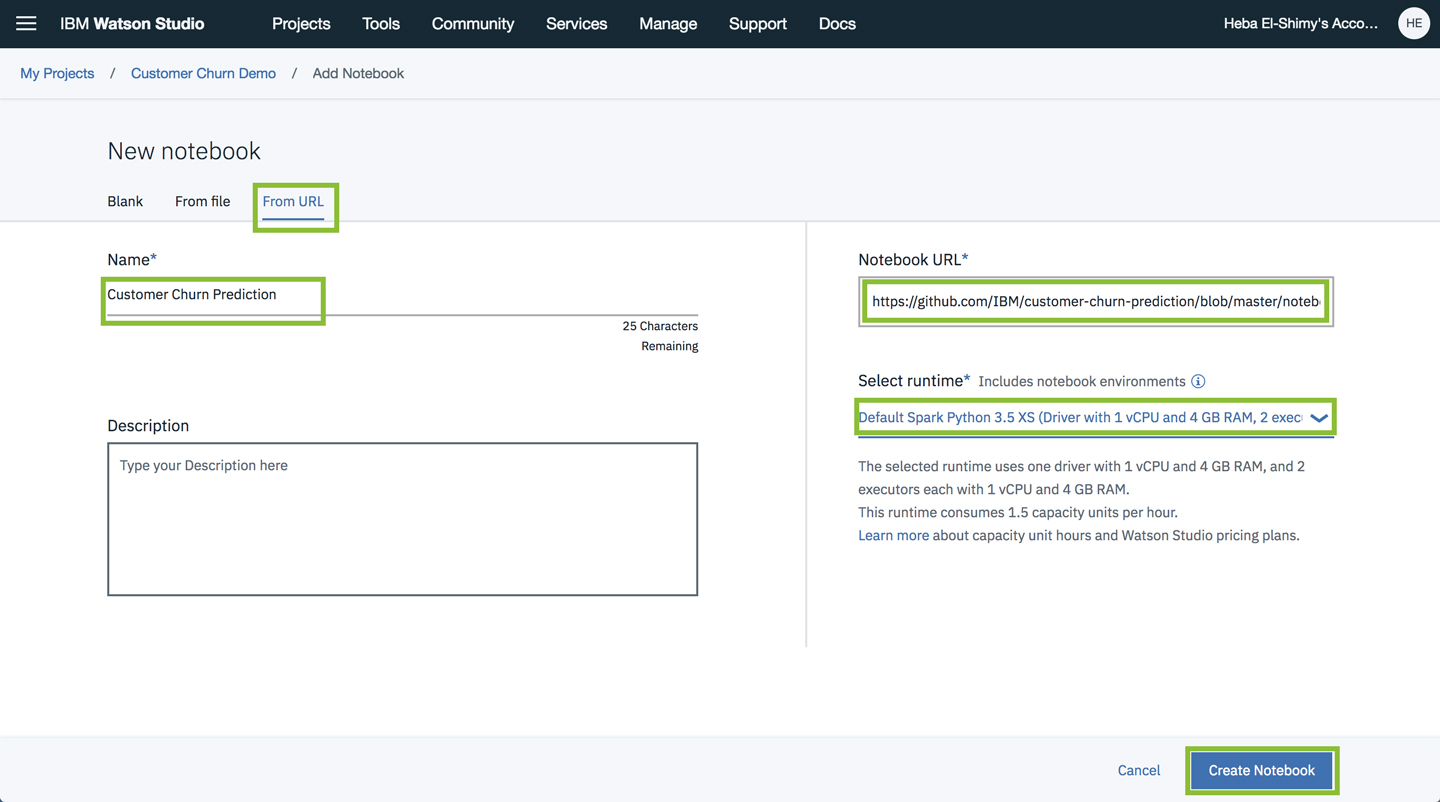 IBM Watson Studio Projects Tools Community Services Manage Support Docs Heba El-Shimy's Acco... HE
My Projects / Customer Churn Demo / Add Notebook
New notebook
Blank From file From URL
Name*
Customer Churn Prediction
25 Characters
Remaining
Description
Type your Description here
Notebook URL*
https://github.com/IBM/customer-churn-prediction/blob/master/noteb
Select runtime* Includes notebook environments
Default Spark Python 3.5 XS (Driver with 1 vCPU and 4 GB RAM, 2 exec
The selected runtime uses one driver with 1 vCPU and 4 GB RAM, and 2
executors each with 1 vCPU and 4 GB RAM.
This runtime consumes 1.5 capacity units per hour.
Learn more about capacity unit hours and Watson Studio pricing plans.
Cancel Create Notebook